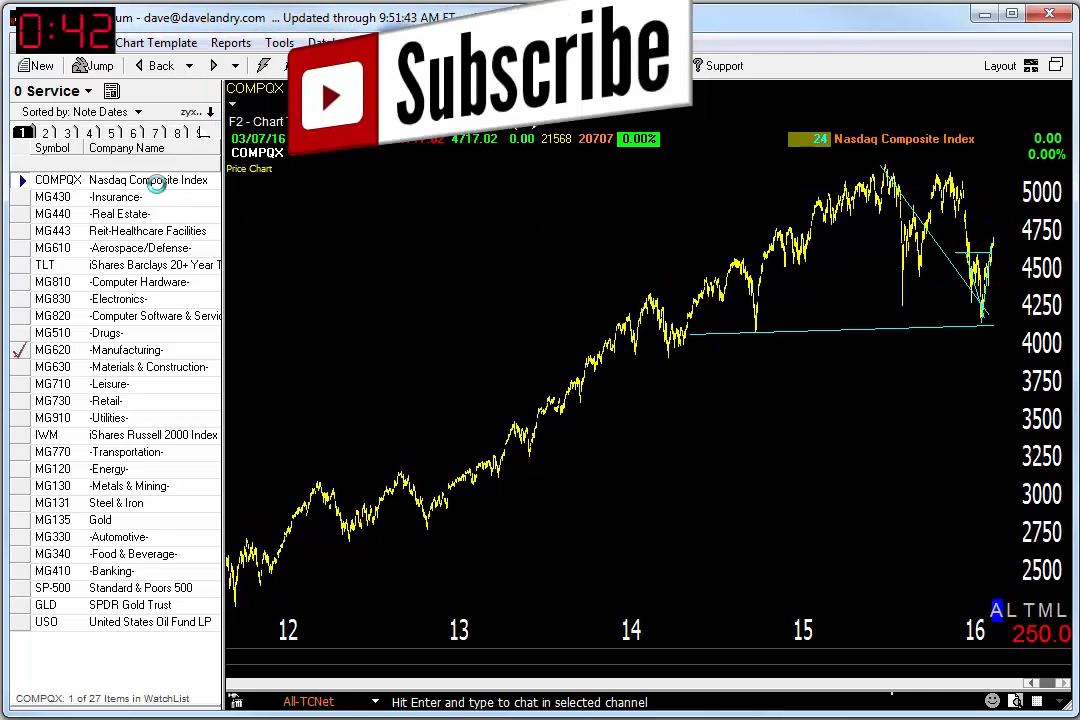 0:42
um - dave@davelandry.com ... Updated through 9:51:43 AM ET
Subscribe
Chart Template Reports Tools Data
New Jump Back Support Layout
0 Service
Sorted by: Note Dates zyx..
1 2 3 4 5 6 7 8
Symbol Company Name
COMPQX Nasdaq Composite Index
MG430 -Insurance-
MG440 -Real Estate-
MG443 Reit-Healthcare Facilities
MG610 -Aerospace/Defense-
TLT iShares Barclays 20+ Year T
MG810 -Computer Hardware-
MG830 -Electronics-
MG820 -Computer Software & Servic
MG510 -Drugs-
MG620 -Manufacturing-
MG630 -Materials & Construction-
MG710 -Leisure-
MG730 -Retail-
MG910 -Utilities-
IWM iShares Russell 2000 Index
MG770 -Transportation-
MG120 -Energy-
MG130 -Metals & Mining-
MG131 Steel & Iron
MG135 Gold
MG330 -Automotive-
MG340 -Food & Beverage-
MG410 -Banking-
SP-500 Standard & Poors 500
GLD SPDR Gold Trust
USO United States Oil Fund LP
COMPQX: 1 of 27 Items in WatchList
COMPQX
F2 - Chart T
03/07/16 4717.02 0.00 21568 20707 0.00% 24 Nasdaq Composite Index 0.00
COMPQX 0.00%
Price Chart
5000
4750
4500
4250
4000
3750
3500
3250
3000
2750
2500
A L T M L
12 13 14 15 16 250.0
All-TCNet Hit Enter and type to chat in selected channel